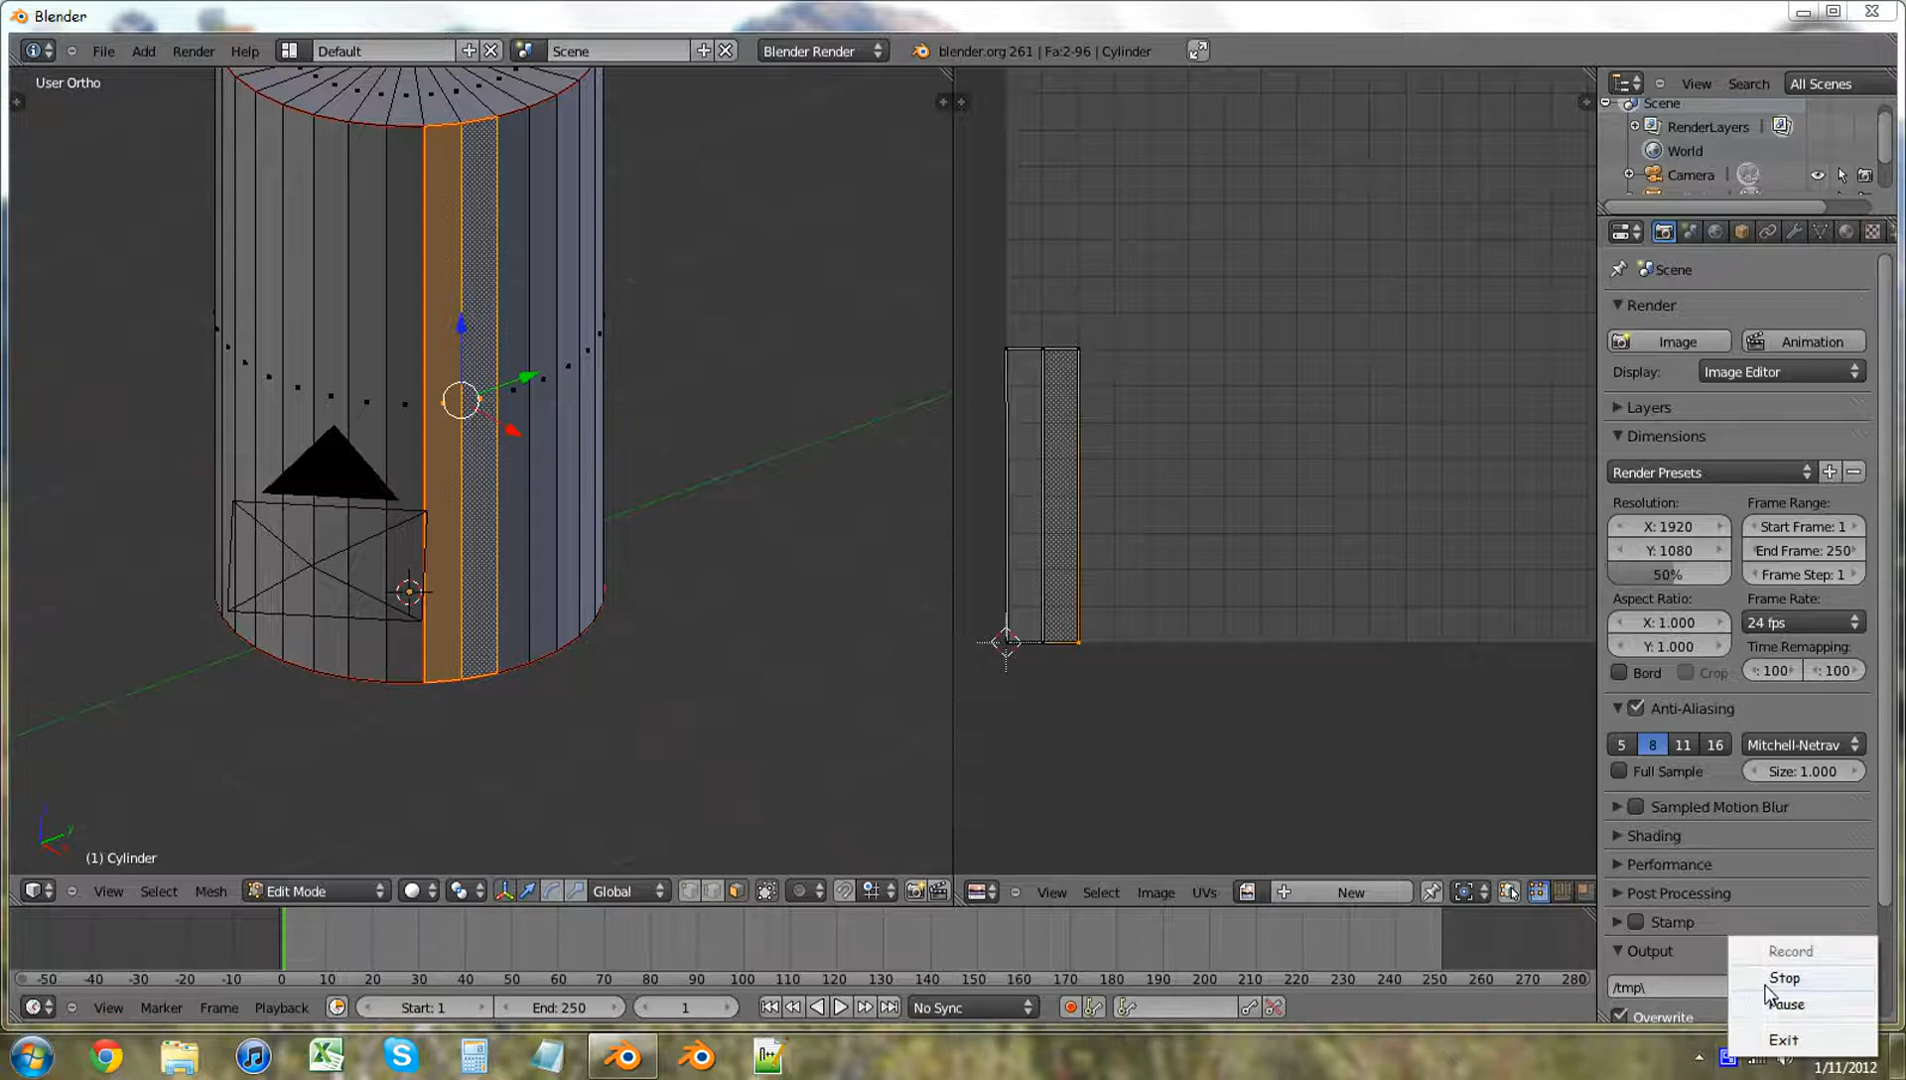 Blender
File Add Render Help Default Scene Blender Render blender.org 261 | Fa:2-96 | Cylinder
User Ortho
View Search All Scenes
Scene
RenderLayers
World
Camera
Scene
Render
Image Animation
Display: Image Editor
Layers
Dimensions
Render Presets
Resolution: Frame Range:
X: 1920 Start Frame: 1
Y: 1080 End Frame: 250
50% Frame Step: 1
Aspect Ratio: Frame Rate:
X: 1.000 24 fps
Y: 1.000 Time Remapping:
Bord Crop : 100 : 100
Anti-Aliasing
5 8 11 16 Mitchell-Netrav
Full Sample Size: 1.000
Sampled Motion Blur
Shading
Performance
Post Processing
Stamp
Output
/tmp\
Overwrite
Record
Stop
Pause
Exit
(1) Cylinder
View Select Mesh Edit Mode Global
View Select Image UVs New
-50 -40 -30 -20 -10 0 10 20 30 40 50 60 70 80 90 100 110 120 130 140 150 160 170 180 190 200 210 220 230 240 250 260 270 280
View Marker Frame Playback Start: 1 End: 250 1 No Sync
1/11/2012